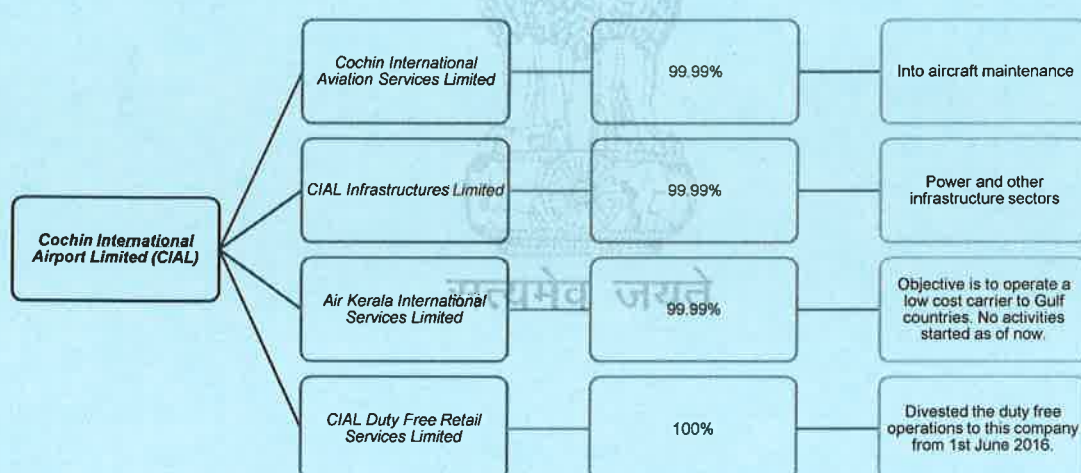 Cochin International
Aviation Services Limited
99.99%
Into aircraft maintenance
CIAL Infrastructures Limited
99.99%
Power and other
infrastructure sectors
Cochin International
Airport Limited (CIAL)
Air Kerala International
Services Limited
99.99%
Objective is to operate a
low cost carrier to Gulf
countries. No activities
started as of now.
सत्यमेव जयते
CIAL Duty Free Retail
Services Limited
100%
Divested the duty free
operations to this company
from 1st June 2016.